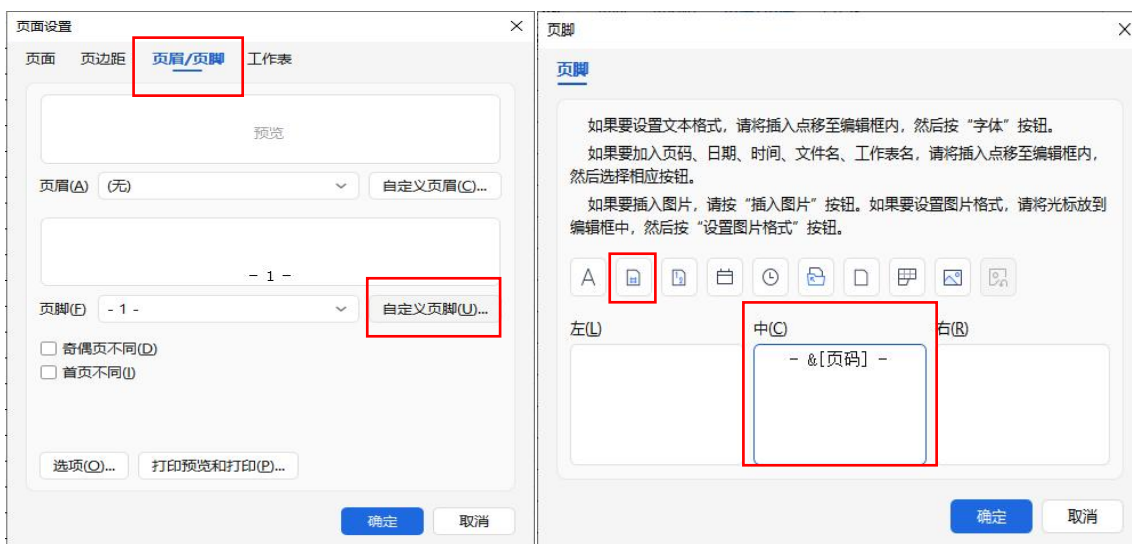 页面设置
页面 页边距 页眉/页脚 工作表
预览
页眉(A) (无) 自定义页眉(C)...
- 1 -
页脚(F) - 1 - 自定义页脚(U)...
奇偶页不同(D)
首页不同(I)
选项(O)... 打印预览和打印(P)...
确定 取消
页脚
页脚
如果要设置文本格式，请将插入点移至编辑框内，然后按“字体”按钮。
如果要加入页码、日期、时间、文件名、工作表名，请将插入点移至编辑框内，
然后选择相应按钮。
如果要插入图片，请按“插入图片”按钮。如果要设置图片格式，请将光标放到
编辑框中，然后按“设置图片格式”按钮。
A
左(L) 中(C) 右(R)
- &[页码] -
确定 取消